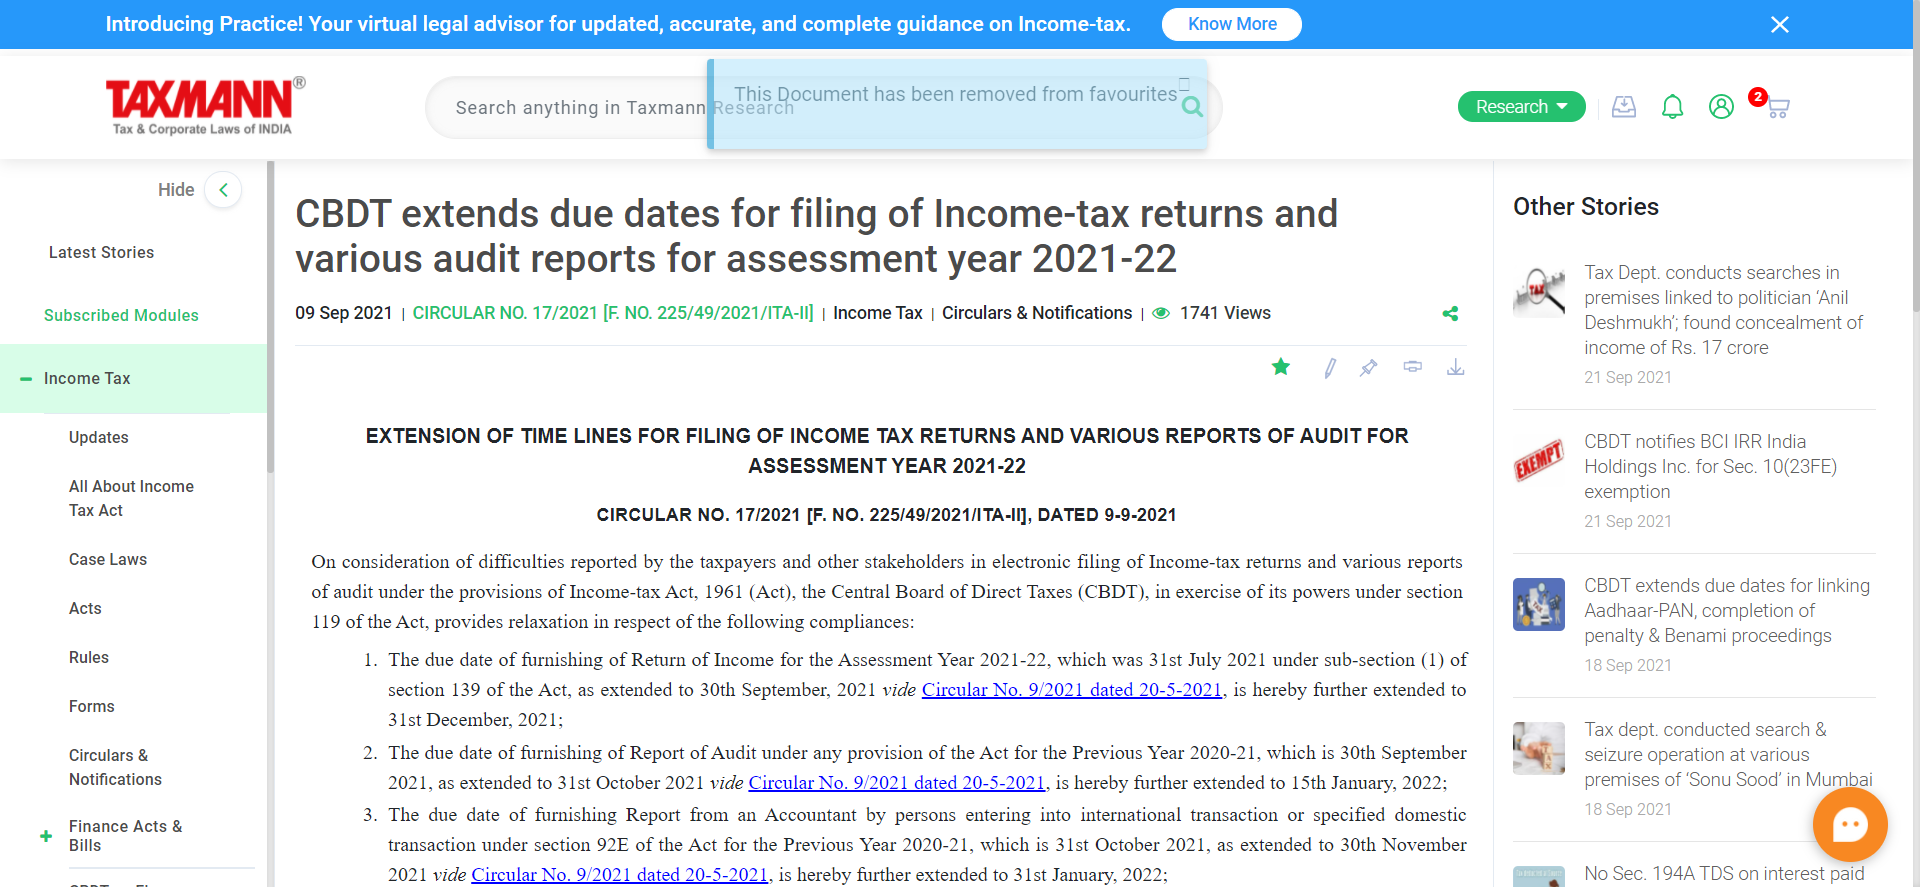 Introducing Practice! Your virtual legal advisor for updated, accurate, and complete guidance on Income-tax.
Know More
TAXMANN®
Tax & Corporate Laws of INDIA
Search anything in Taxmann Research
This Document has been removed from favourites
Research
2
Hide
Latest Stories
Subscribed Modules
Income Tax
Updates
All About Income
Tax Act
Case Laws
Acts
Rules
Forms
Circulars &
Notifications
Finance Acts &
Bills
CBDT extends due dates for filing of Income-tax returns and
various audit reports for assessment year 2021-22
09 Sep 2021 | CIRCULAR NO. 17/2021 [F. NO. 225/49/2021/ITA-II] | Income Tax | Circulars & Notifications | 1741 Views
EXTENSION OF TIME LINES FOR FILING OF INCOME TAX RETURNS AND VARIOUS REPORTS OF AUDIT FOR
ASSESSMENT YEAR 2021-22
CIRCULAR NO. 17/2021 [F. NO. 225/49/2021/ITA-II], DATED 9-9-2021
On consideration of difficulties reported by the taxpayers and other stakeholders in electronic filing of Income-tax returns and various reports
of audit under the provisions of Income-tax Act, 1961 (Act), the Central Board of Direct Taxes (CBDT), in exercise of its powers under section
119 of the Act, provides relaxation in respect of the following compliances:
1. The due date of furnishing of Return of Income for the Assessment Year 2021-22, which was 31st July 2021 under sub-section (1) of
section 139 of the Act, as extended to 30th September, 2021 vide Circular No. 9/2021 dated 20-5-2021, is hereby further extended to
31st December, 2021;
2. The due date of furnishing of Report of Audit under any provision of the Act for the Previous Year 2020-21, which is 30th September
2021, as extended to 31st October 2021 vide Circular No. 9/2021 dated 20-5-2021, is hereby further extended to 15th January, 2022;
3. The due date of furnishing Report from an Accountant by persons entering into international transaction or specified domestic
transaction under section 92E of the Act for the Previous Year 2020-21, which is 31st October 2021, as extended to 30th November
2021 vide Circular No. 9/2021 dated 20-5-2021, is hereby further extended to 31st January, 2022;
Other Stories
Tax Dept. conducts searches in
premises linked to politician ‘Anil
Deshmukh’; found concealment of
income of Rs. 17 crore
21 Sep 2021
EXEMPT
CBDT notifies BCI IRR India
Holdings Inc. for Sec. 10(23FE)
exemption
21 Sep 2021
CBDT extends due dates for linking
Aadhaar-PAN, completion of
penalty & Benami proceedings
18 Sep 2021
Tax dept. conducted search &
seizure operation at various
premises of ‘Sonu Sood’ in Mumbai
18 Sep 2021
No Sec. 194A TDS on interest paid